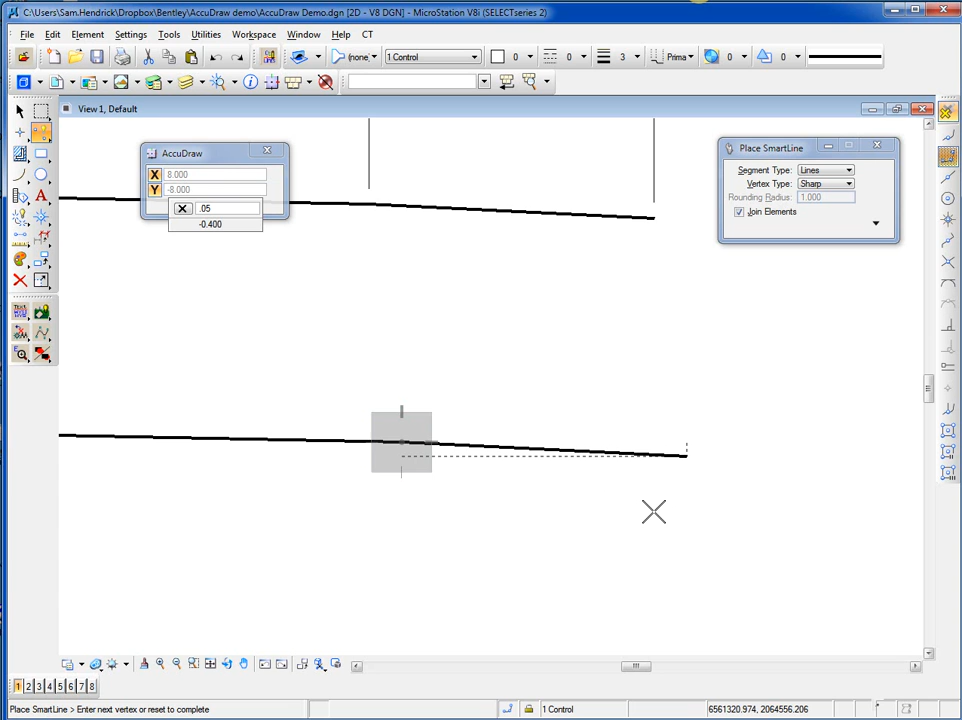 C:\Users\Sam.Hendrick\Dropbox\Bentley\AccuDraw demo\AccuDraw Demo.dgn [2D - V8 DGN] - MicroStation V8i (SELECTseries 2)
File Edit Element Settings Tools Utilities Workspace Window Help CT
(none) 1 Control 0 0 3 Prima 0 0
View 1, Default
AccuDraw
X 8.000
Y -8.000
.05
-0.400
Place SmartLine
Segment Type: Lines
Vertex Type: Sharp
Rounding Radius: 1.000
Join Elements
1 2 3 4 5 6 7 8
Place SmartLine > Enter next vertex or reset to complete
1 Control
6561320.974, 2064556.206